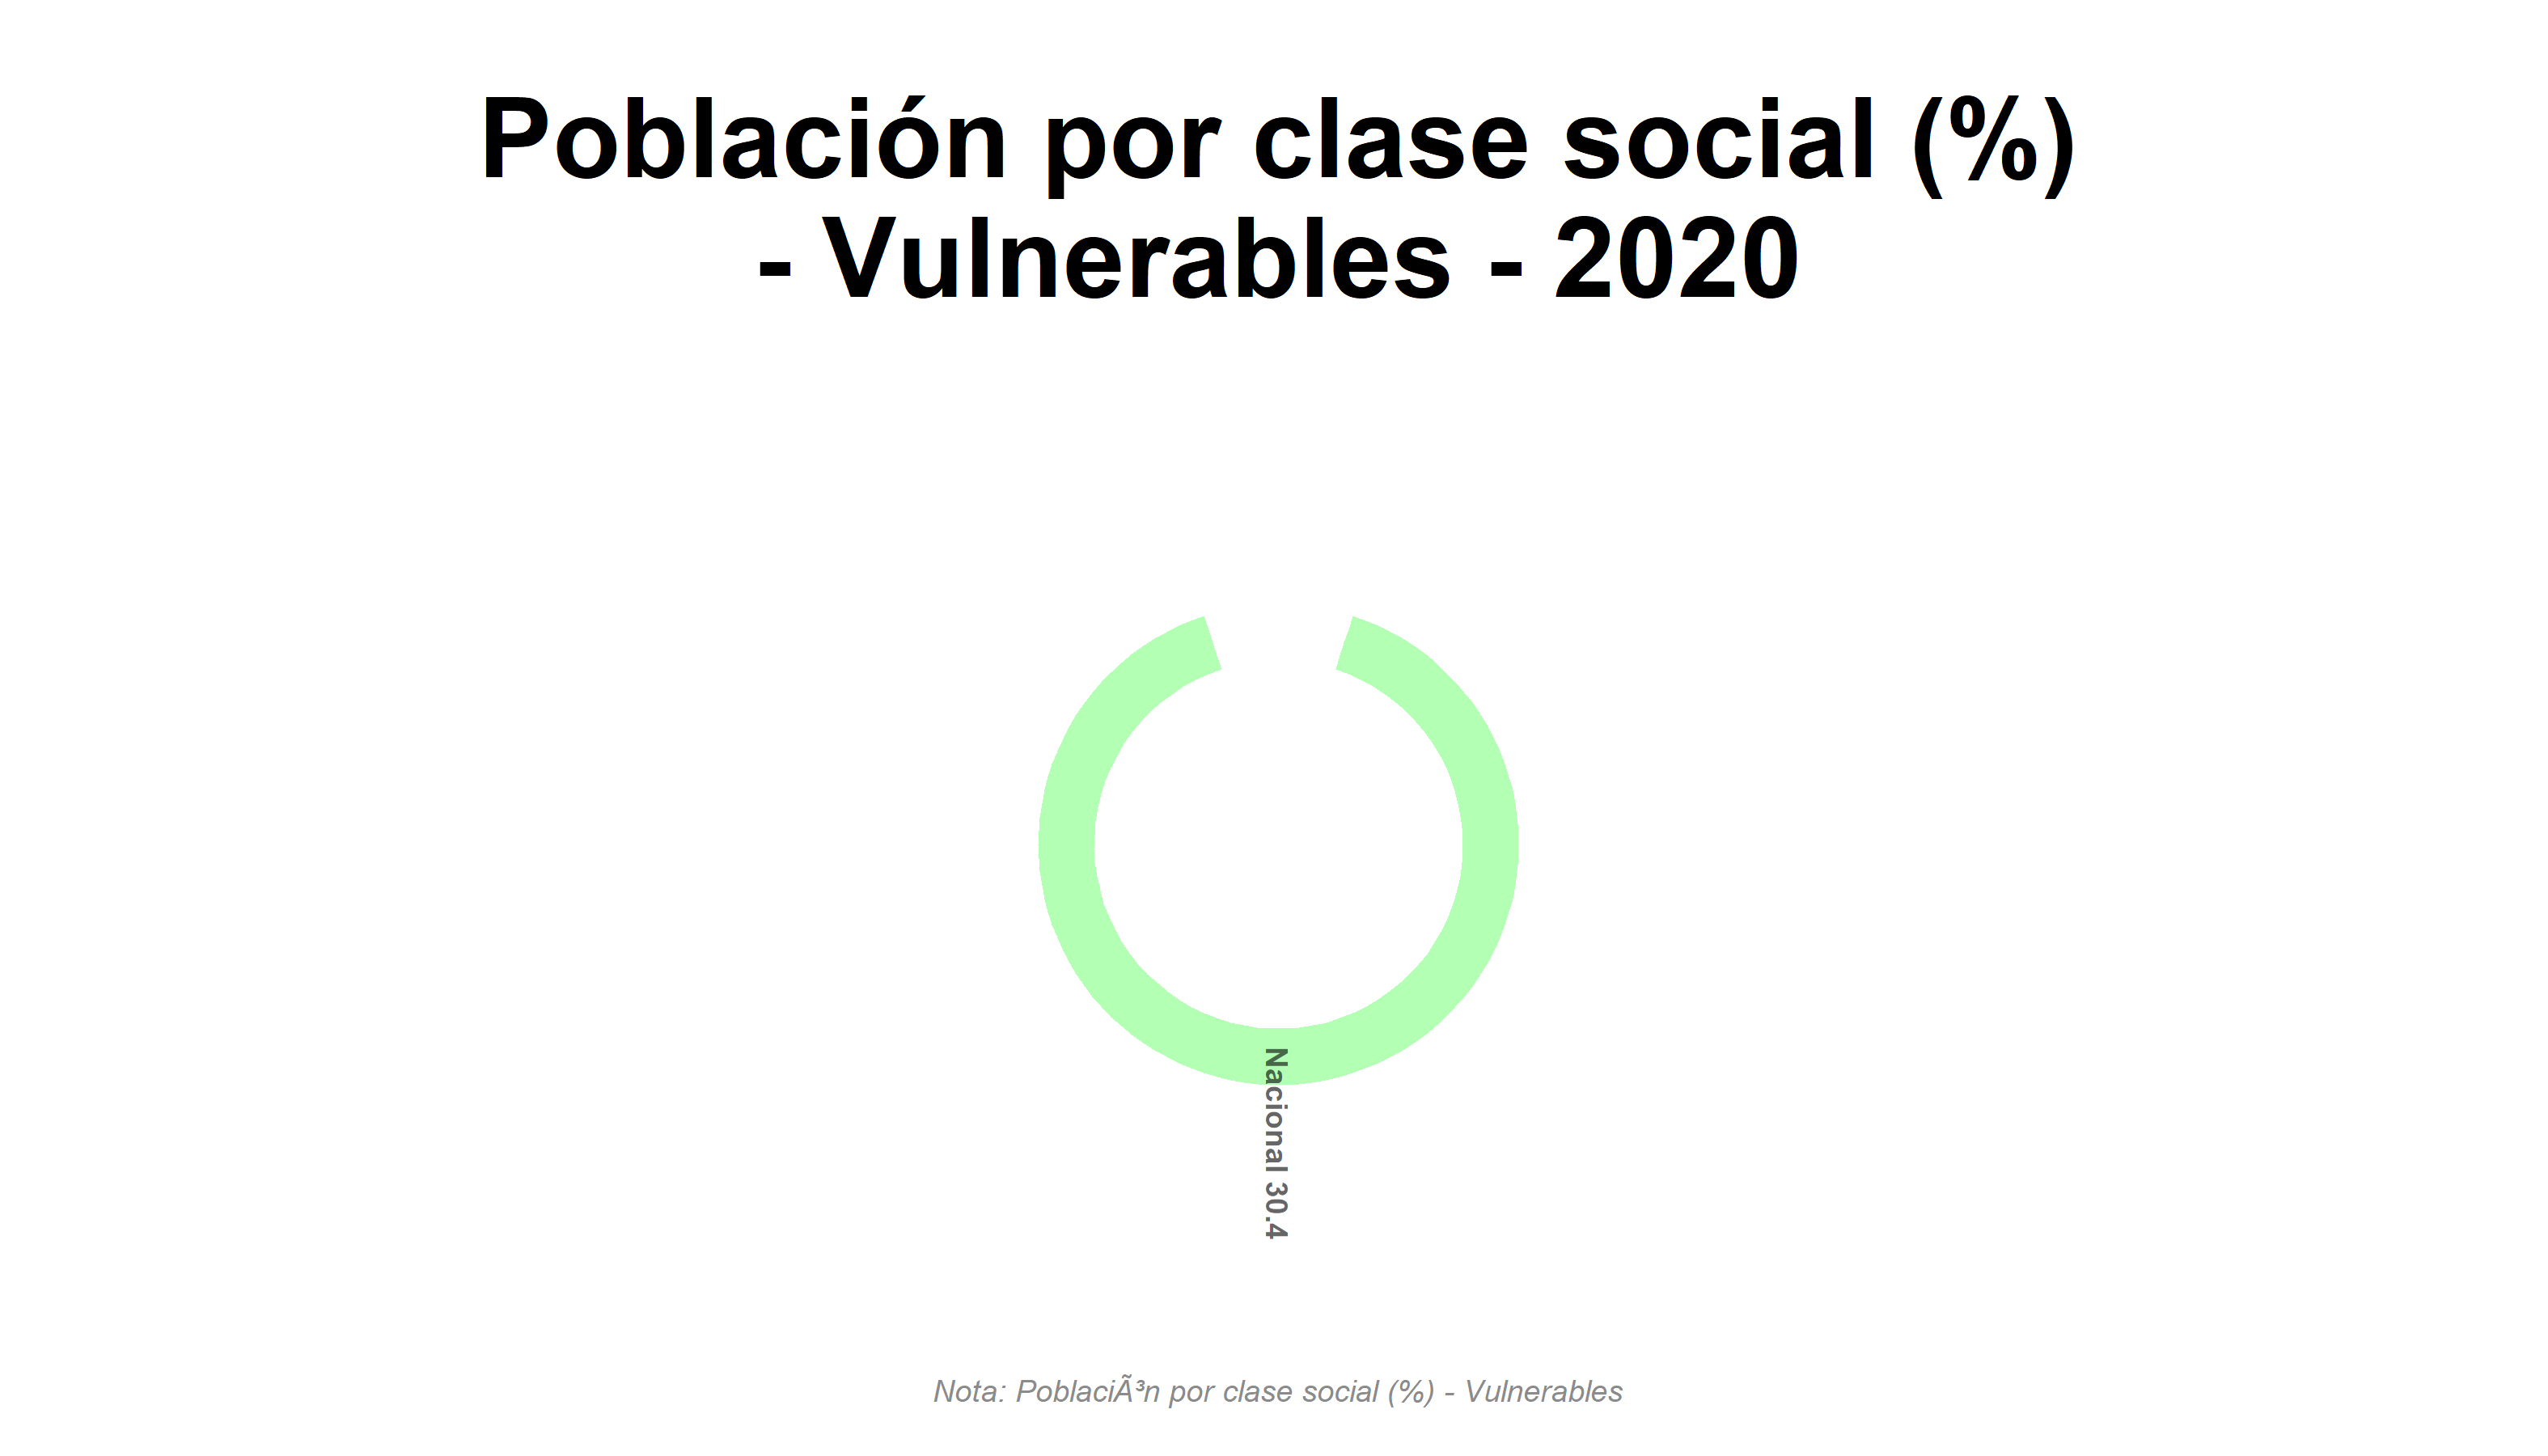 Población por clase social (%)
- Vulnerables - 2020
Nacional 30.4
Nota: PoblaciÃ³n por clase social (%) - Vulnerables